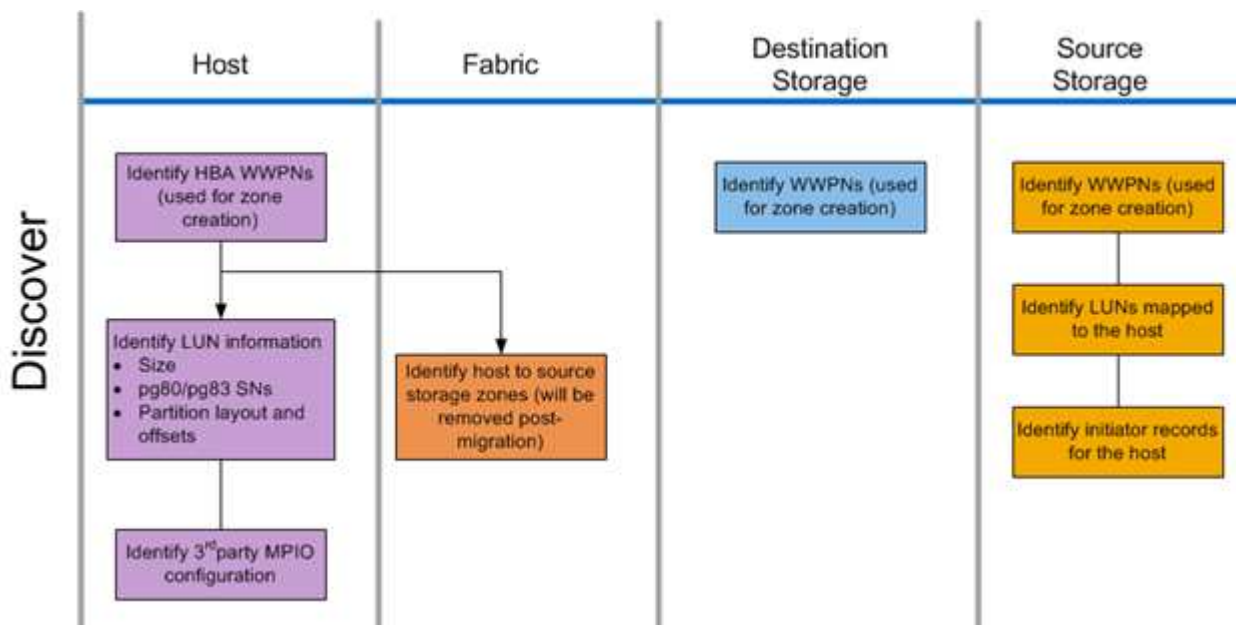 Host
Fabric
Destination
Storage
Source
Storage
Discover
Identify HBA WWPNs
(used for zone
creation)
Identify LUN information
• Size
• pg80/pg83 SNs
• Partition layout and
offsets
Identify 3rd party MPIO
configuration
Identify host to source
storage zones (will be
removed post-
migration)
Identify WWPNs (used
for zone creation)
Identify WWPNs (used
for zone creation)
Identify LUNs mapped
to the host
Identify initiator records
for the host